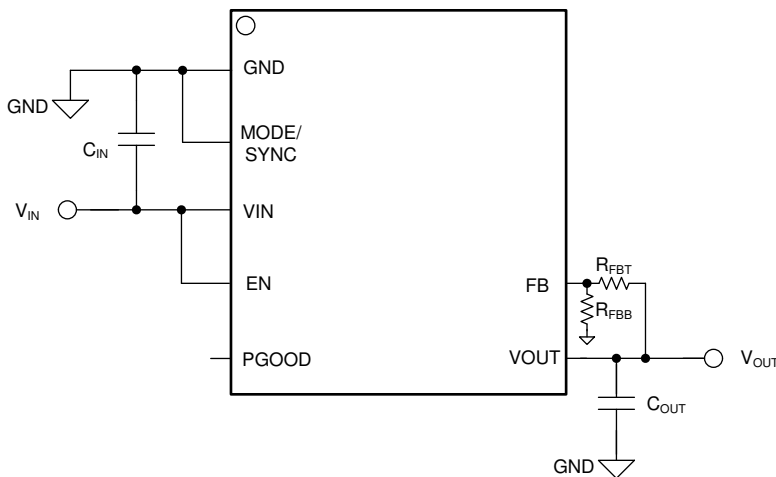 GND
GND
C_IN
MODE/
SYNC
V_IN
VIN
EN
FB
R_FBT
R_FBB
PGOOD
VOUT
V_OUT
C_OUT
GND